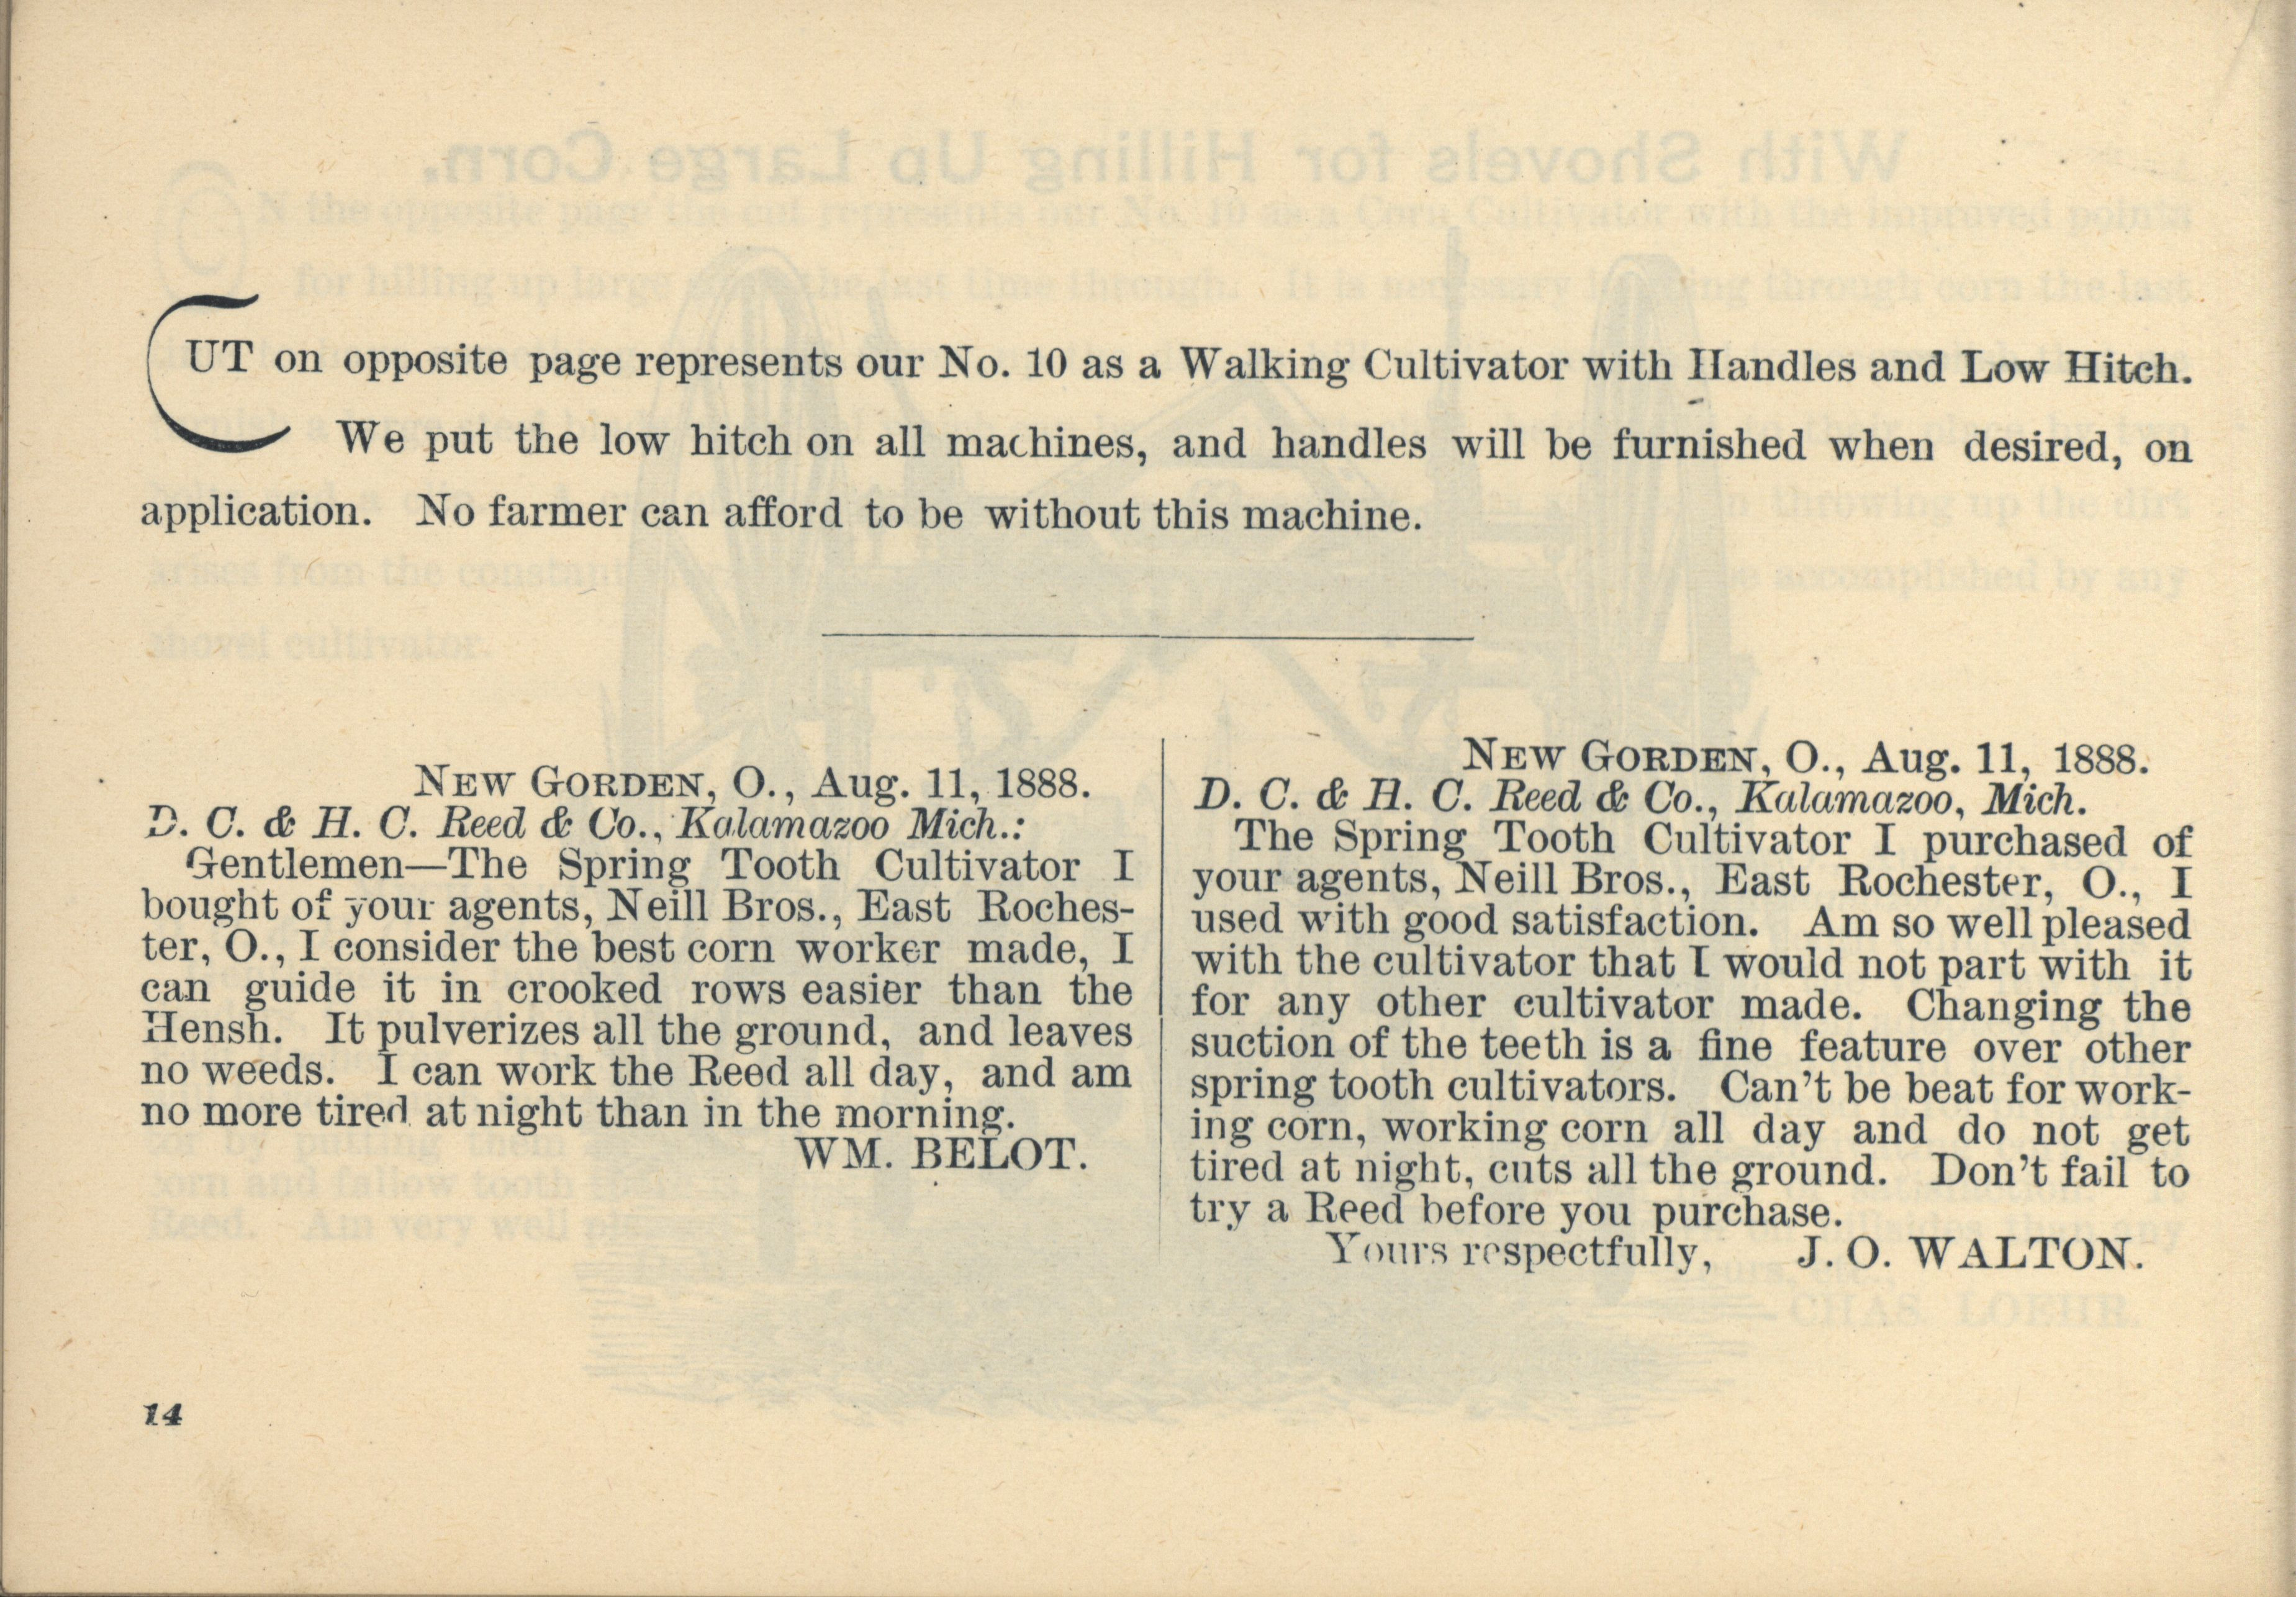 CUT on opposite page represents our No. 10 as a Walking Cultivator with Handles and Low Hitch.
We put the low hitch on all machines, and handles will be furnished when desired, on
application. No farmer can afford to be without this machine.
NEW GORDEN, O., Aug. 11, 1888.
D. C. & H. C. Reed & Co., Kalamazoo Mich.:
Gentlemen—The Spring Tooth Cultivator I
bought of your agents, Neill Bros., East Roches-
ter, O., I consider the best corn worker made, I
can guide it in crooked rows easier than the
Hensh. It pulverizes all the ground, and leaves
no weeds. I can work the Reed all day, and am
no more tired at night than in the morning.
WM. BELOT.
NEW GORDEN, O., Aug. 11, 1888.
D. C. & H. C. Reed & Co., Kalamazoo, Mich.
The Spring Tooth Cultivator I purchased of
your agents, Neill Bros., East Rochester, O., I
used with good satisfaction. Am so well pleased
with the cultivator that I would not part with it
for any other cultivator made. Changing the
suction of the teeth is a fine feature over other
spring tooth cultivators. Can't be beat for work-
ing corn, working corn all day and do not get
tired at night, cuts all the ground. Don't fail to
try a Reed before you purchase.
Yours respectfully, J. O. WALTON.
14